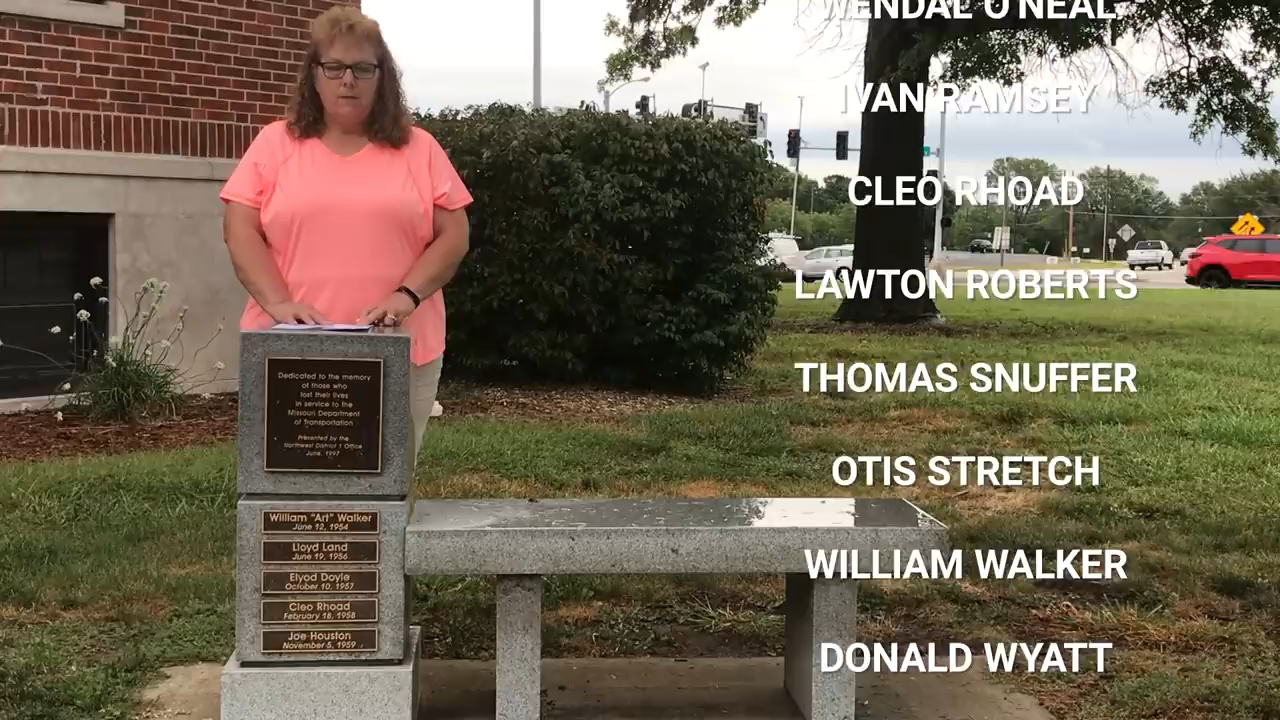 WENDAL O'NEAL
IVAN RAMSEY
CLEO RHOAD
LAWTON ROBERTS
THOMAS SNUFFER
OTIS STRETCH
WILLIAM WALKER
DONALD WYATT
Dedicated to the memory
of those who
lost their lives
in service to the
Missouri Department
of Transportation
Presented by the
Northwest District 1 Office
June, 1997
William "Art" Walker
June 12, 1954
Lloyd Land
June 19, 1956
Elyod Doyle
October 10, 1957
Cleo Rhoad
February 18, 1958
Joe Houston
November 5, 1959